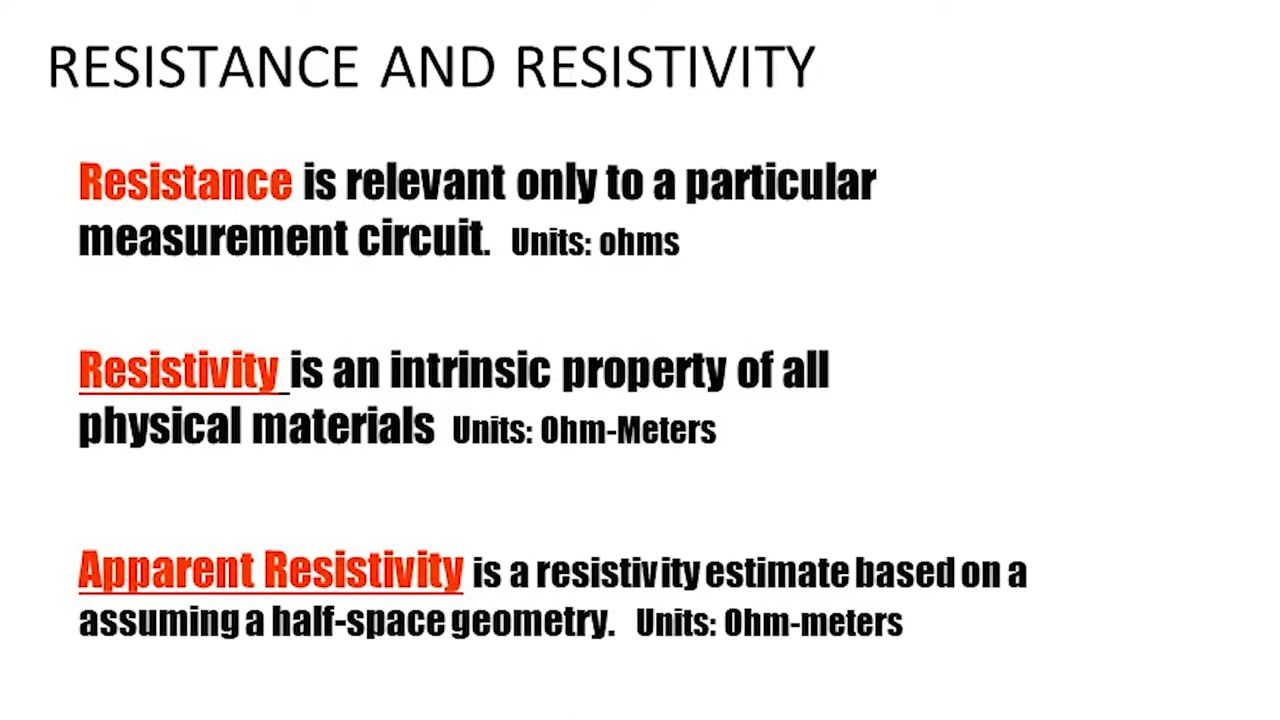 RESISTANCE AND RESISTIVITY
Resistance is relevant only to a particular
measurement circuit. Units: ohms
Resistivity is an intrinsic property of all
physical materials Units: Ohm-Meters
Apparent Resistivity is a resistivity estimate based on a
assuming a half-space geometry. Units: Ohm-meters